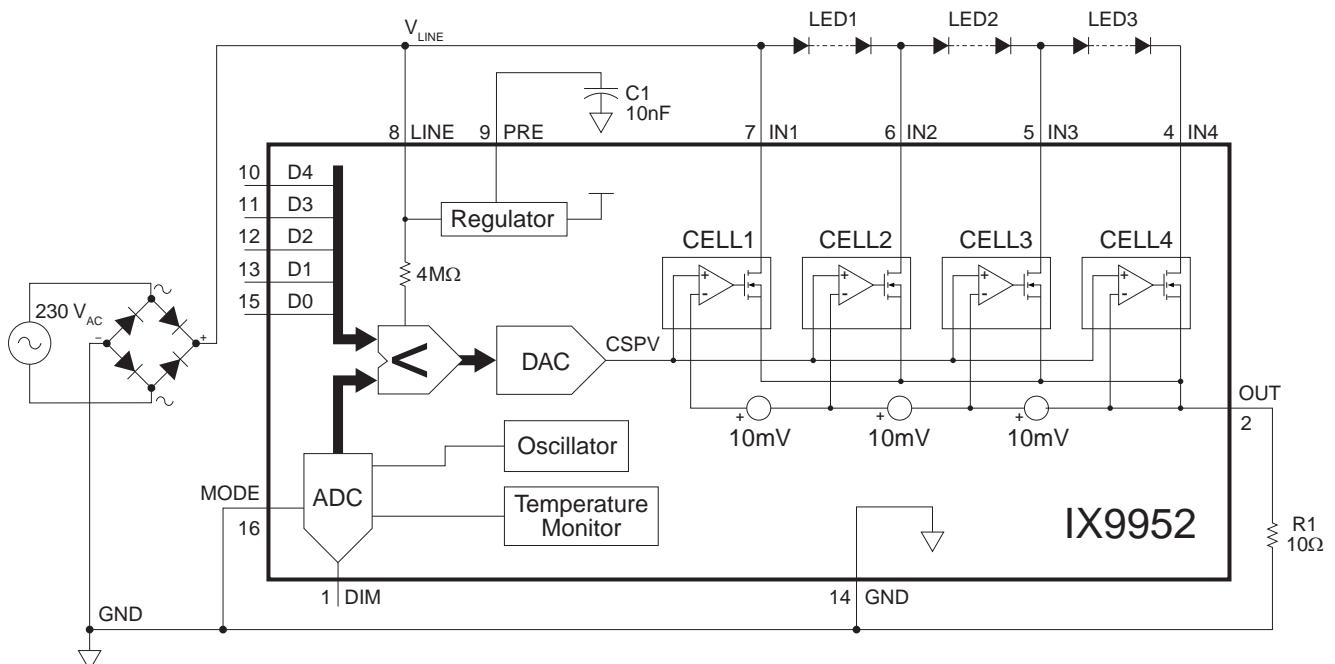 LED1 LED2 LED3
VLINE
C1
10nF
8 LINE 9 PRE 7 IN1 6 IN2 5 IN3 4 IN4
10 D4
11 D3
12 D2
13 D1
15 D0
Regulator
4MΩ
CELL1 CELL2 CELL3 CELL4
+ + + +
- - - -
230 VAC
− +
<
DAC
CSPV
OUT
2
+ + +
10mV 10mV 10mV
Oscillator
ADC
MODE
16
Temperature
Monitor
IX9952
R1
10Ω
1 DIM
14 GND
GND